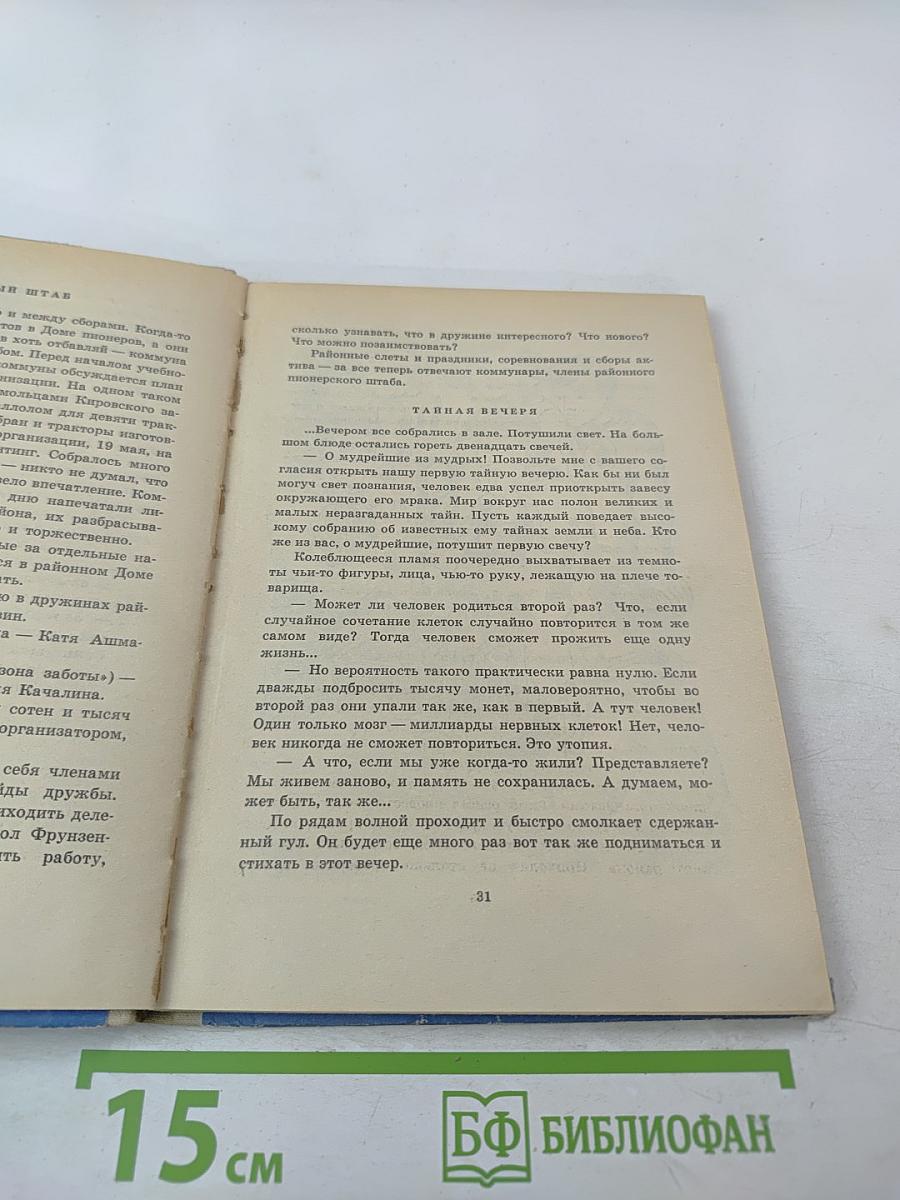 ЫЙ ШТАБ
о и между сборами. Когда-то
тов в Доме пионеров, а они
в хоть отбавляй — коммуна
бом. Перед началом учебно-
коммуны обсуждается план
низации. На одном таком
мольцами Кировского за-
ллолом для девяти трак-
бран и тракторы изготов-
организации, 19 мая, на
итинг. Собралось много
— никто не думал, что
вело впечатление. Ком-
дню напечатали ли-
йона, их разбрасыва-
о и торжественно.
ые за отдельные на-
ся в районном Доме
ать.
ю в дружинах рай-
вин.
а — Катя Ашма-
зона заботы») —
я Качалина.
и сотен и тысяч
организатором,
себя членами
йды дружбы.
иходить деле-
ол Фрунзен-
ить работу,
сколько узнавать, что в дружине интересного? Что нового?
Что можно позаимствовать?
Районные слеты и праздники, соревнования и сборы ак-
тива — за все теперь отвечают коммунары, члены районного
пионерского штаба.
ТАЙНАЯ ВЕЧЕРЯ
...Вечером все собрались в зале. Потушили свет. На боль-
шом блюде остались гореть двенадцать свечей.
— О мудрейшие из мудрых! Позвольте мне с вашего со-
гласия открыть нашу первую тайную вечерю. Как бы ни был
могуч свет познания, человек едва успел приоткрыть завесу
окружающего его мрака. Мир вокруг нас полон великих и
малых неразгаданных тайн. Пусть каждый поведает высо-
кому собранию об известных ему тайнах земли и неба. Кто
же из вас, о мудрейшие, потушит первую свечу?
Колеблющееся пламя поочередно выхватывает из темно-
ты чьи-то фигуры, лица, чью-то руку, лежащую на плече то-
варища.
— Может ли человек родиться второй раз? Что, если
случайное сочетание клеток случайно повторится в том же
самом виде? Тогда человек сможет прожить еще одну
жизнь...
— Но вероятность такого практически равна нулю. Если
дважды подбросить тысячу монет, маловероятно, чтобы во
второй раз они упали так же, как в первый. А тут человек!
Один только мозг — миллиарды нервных клеток! Нет, чело-
век никогда не сможет повториться. Это утопия.
— А что, если мы уже когда-то жили? Представляете?
Мы живем заново, и память не сохранилась. А думаем, мо-
жет быть, так же...
По рядам волной проходит и быстро смолкает сдержан-
ный гул. Он будет еще много раз вот так же подниматься и
стихать в этот вечер.
31
15 см
БФ БИБЛИОФАН